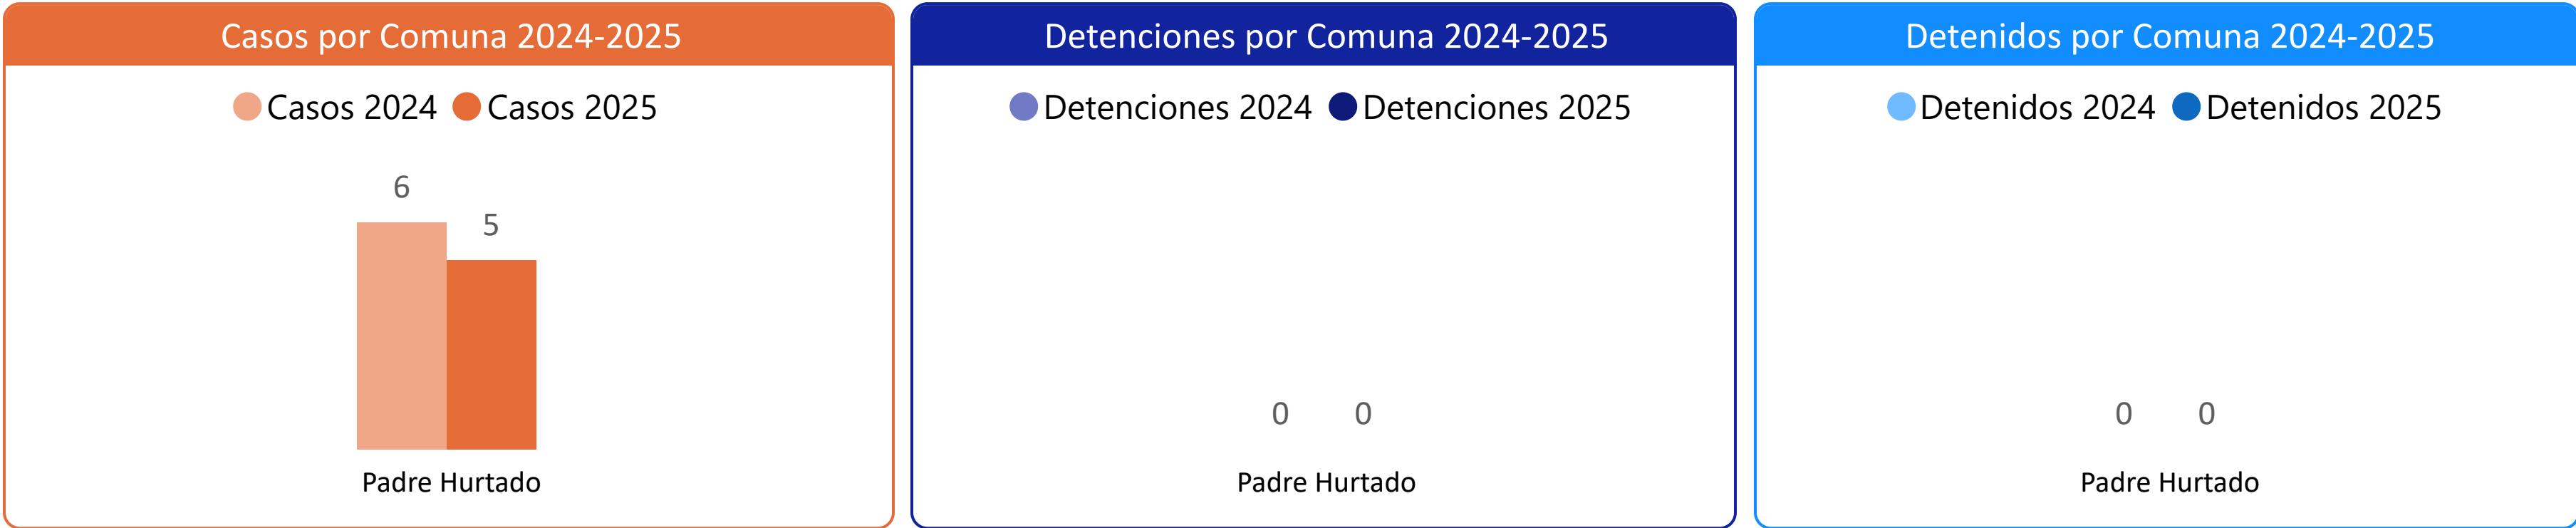 Casos por Comuna 2024-2025
Casos 2024 Casos 2025
6
5
Padre Hurtado
Detenciones por Comuna 2024-2025
Detenciones 2024 Detenciones 2025
0 0
Padre Hurtado
Detenidos por Comuna 2024-2025
Detenidos 2024 Detenidos 2025
0 0
Padre Hurtado